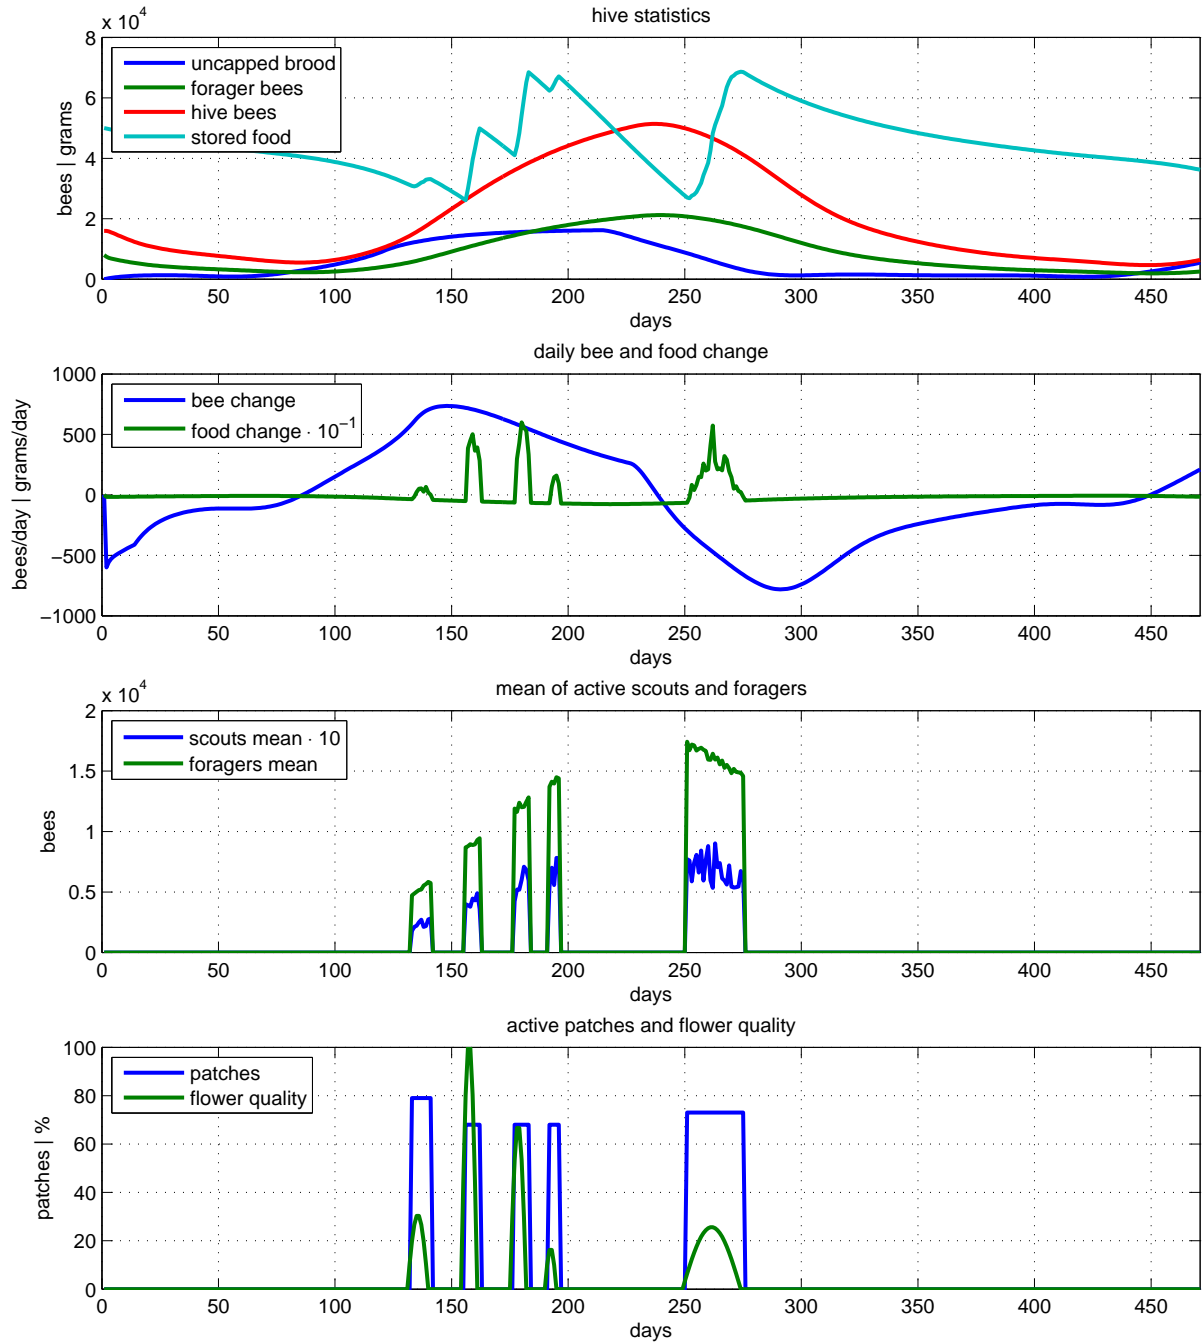 hive statistics
x 10^4
8
6
4
2
0
bees | grams
uncapped brood
forager bees
hive bees
stored food
0 50 100 150 200 250 300 350 400 450
days
daily bee and food change
1000
500
0
−500
−1000
bees/day | grams/day
bee change
food change · 10^−1
0 50 100 150 200 250 300 350 400 450
days
mean of active scouts and foragers
x 10^4
2
1.5
1
0.5
0
bees
scouts mean · 10
foragers mean
0 50 100 150 200 250 300 350 400 450
days
active patches and flower quality
100
80
60
40
20
0
patches | %
patches
flower quality
0 50 100 150 200 250 300 350 400 450
days